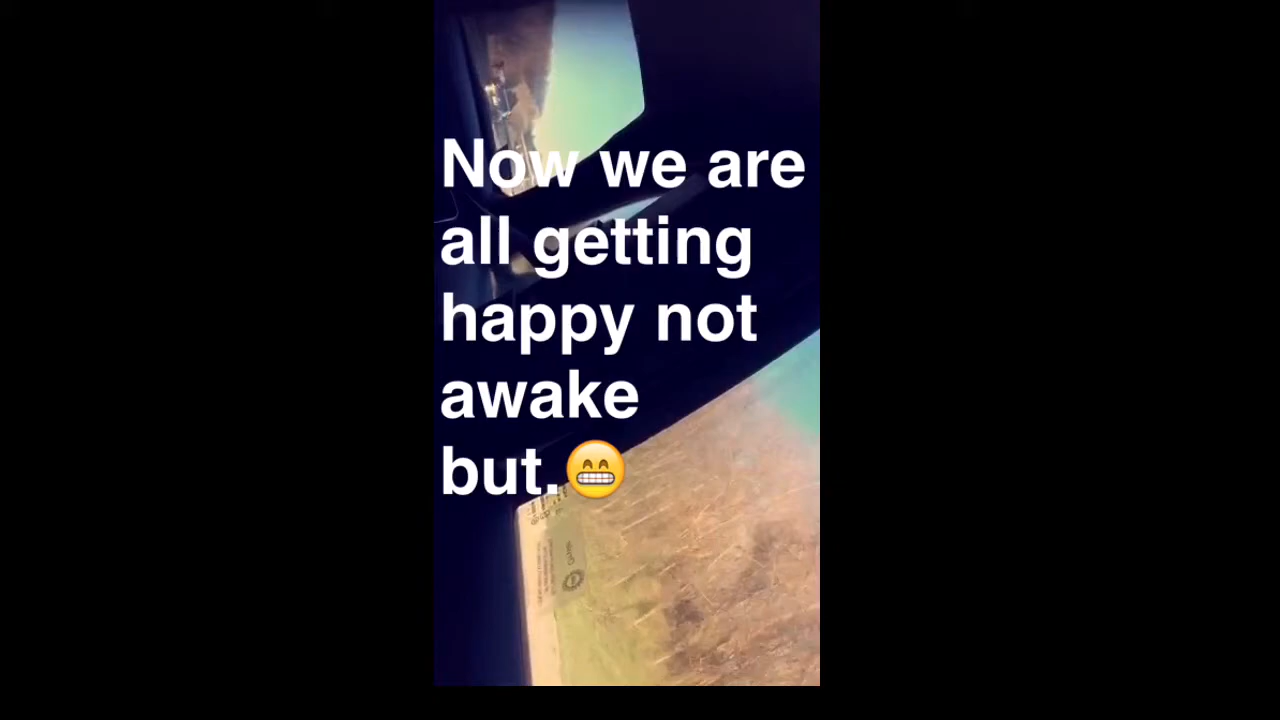 Now we are
all getting
happy not
awake
but.😁